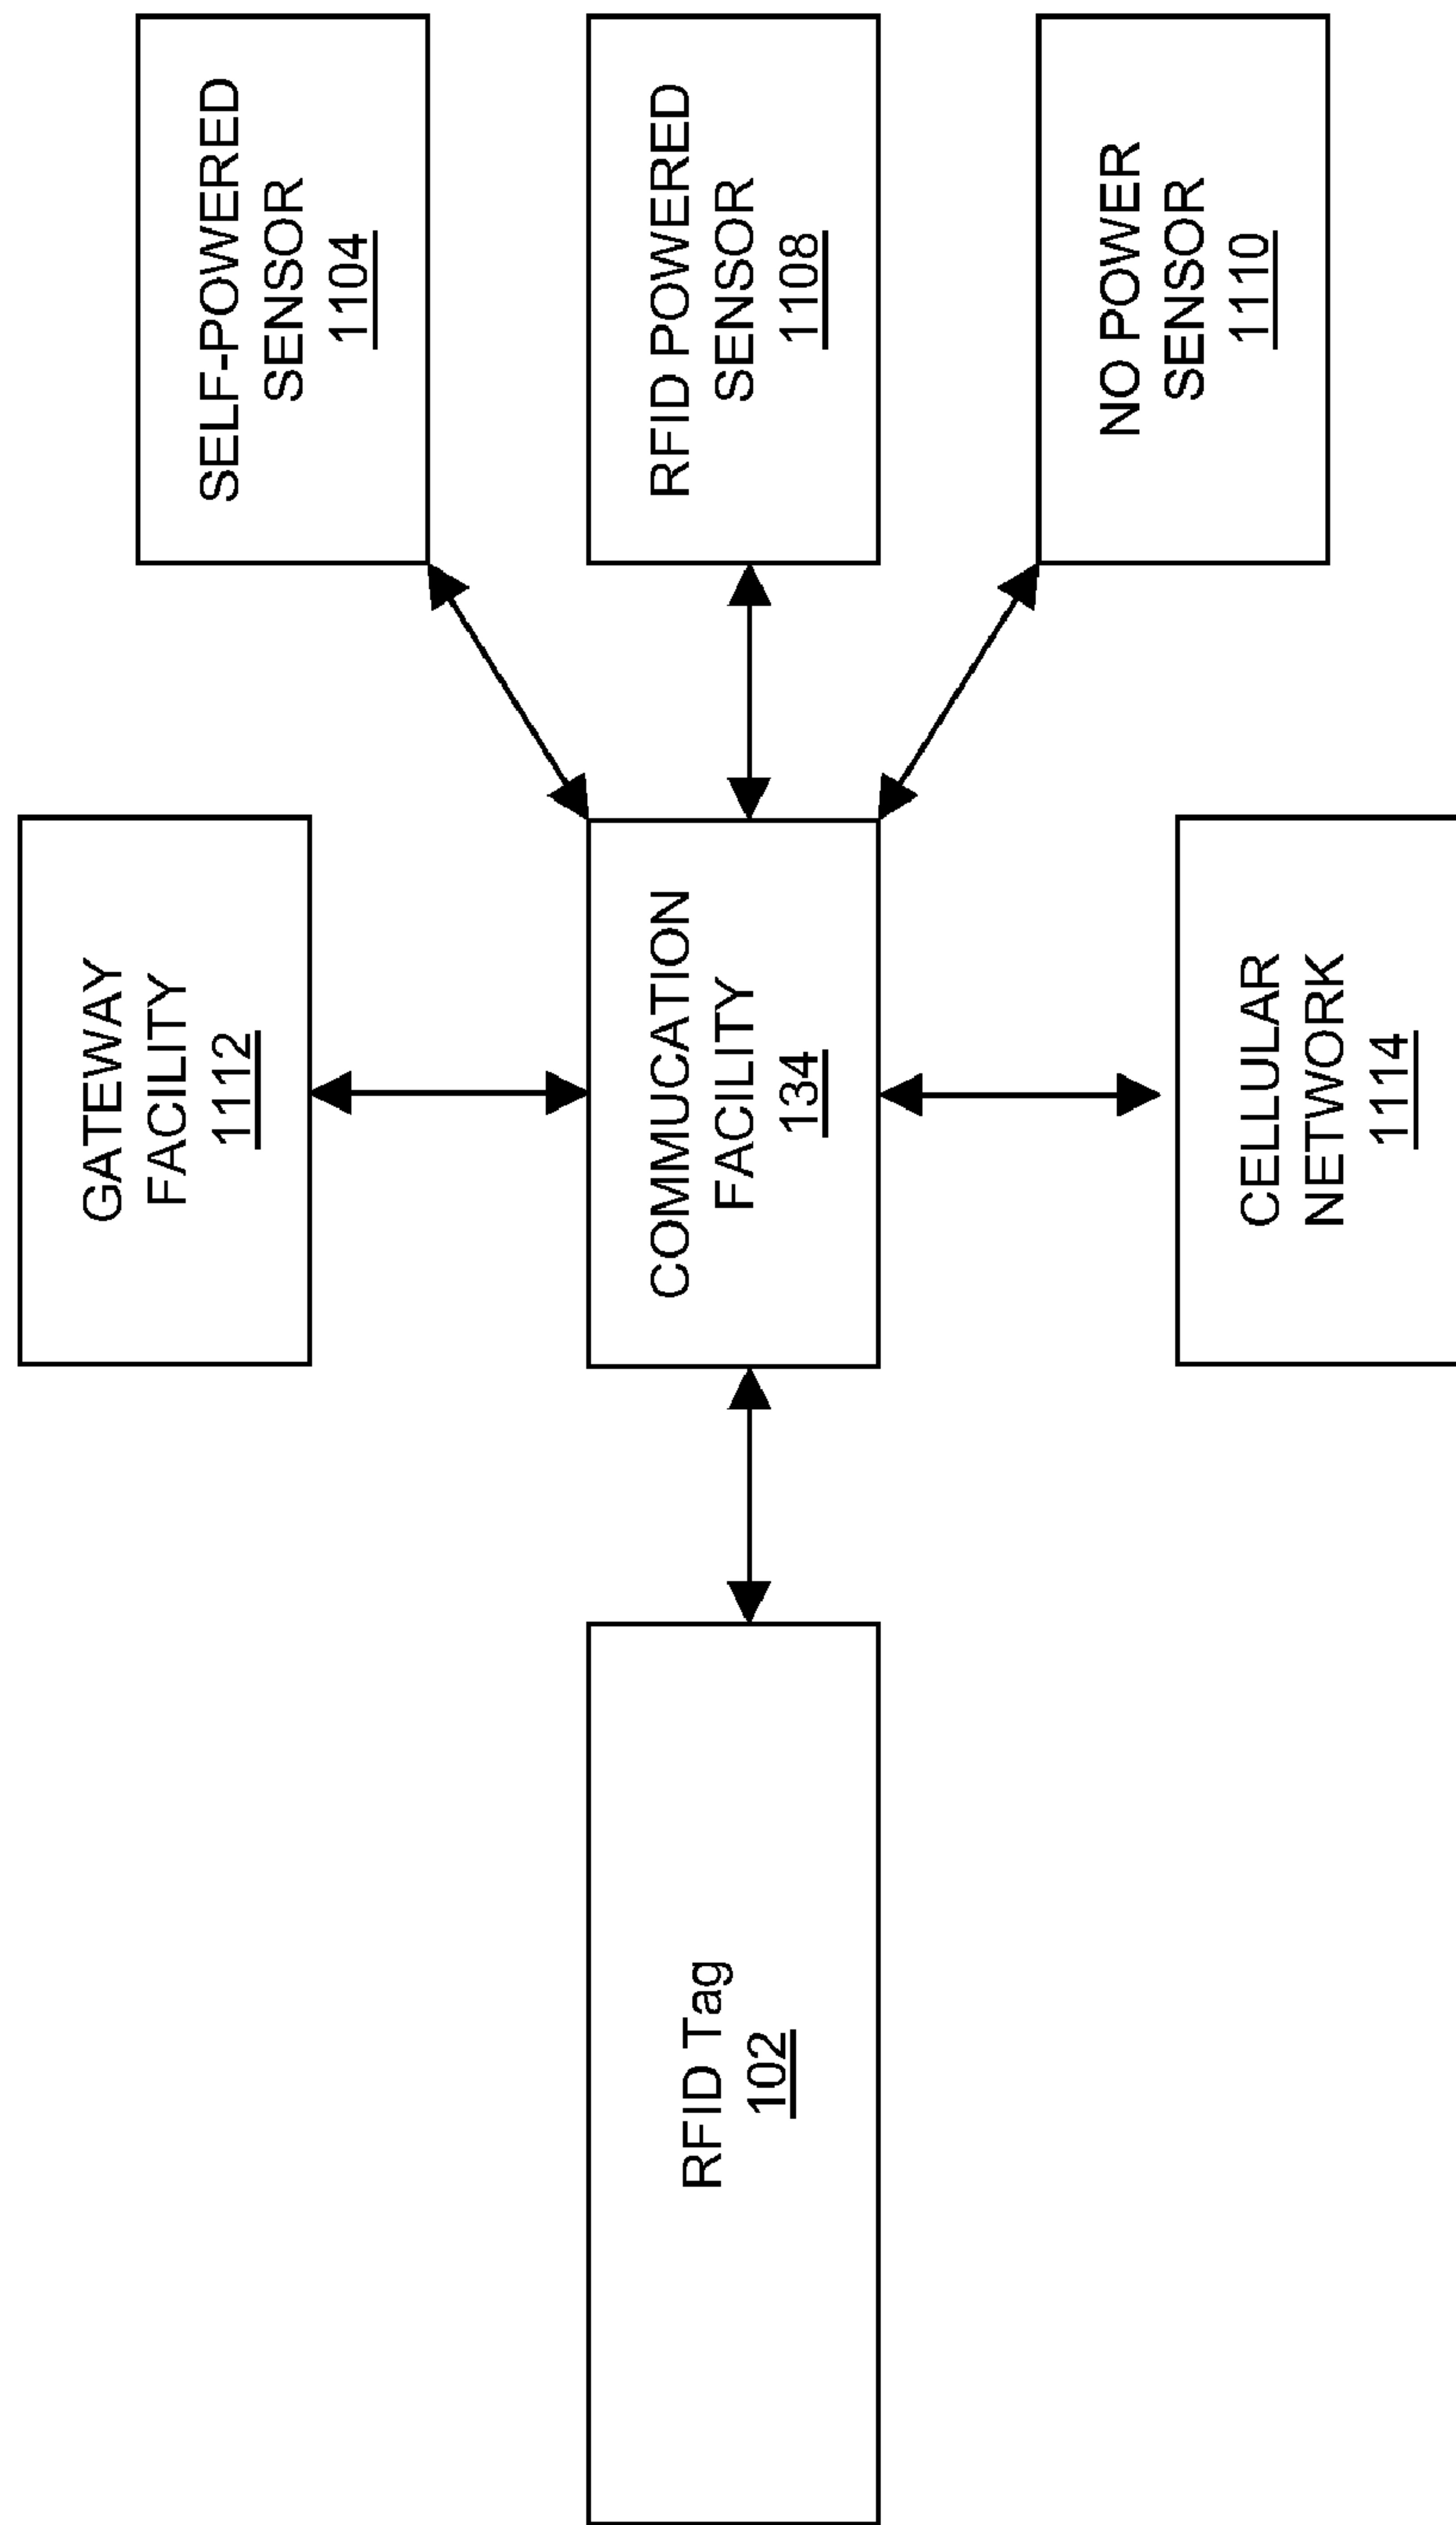 GATEWAY
FACILITY
1112
SELF-POWERED
SENSOR
1104
RFID Tag
102
COMMUCATION
FACILITY
134
RFID POWERED
SENSOR
1108
NO POWER
SENSOR
1110
CELLULAR
NETWORK
1114